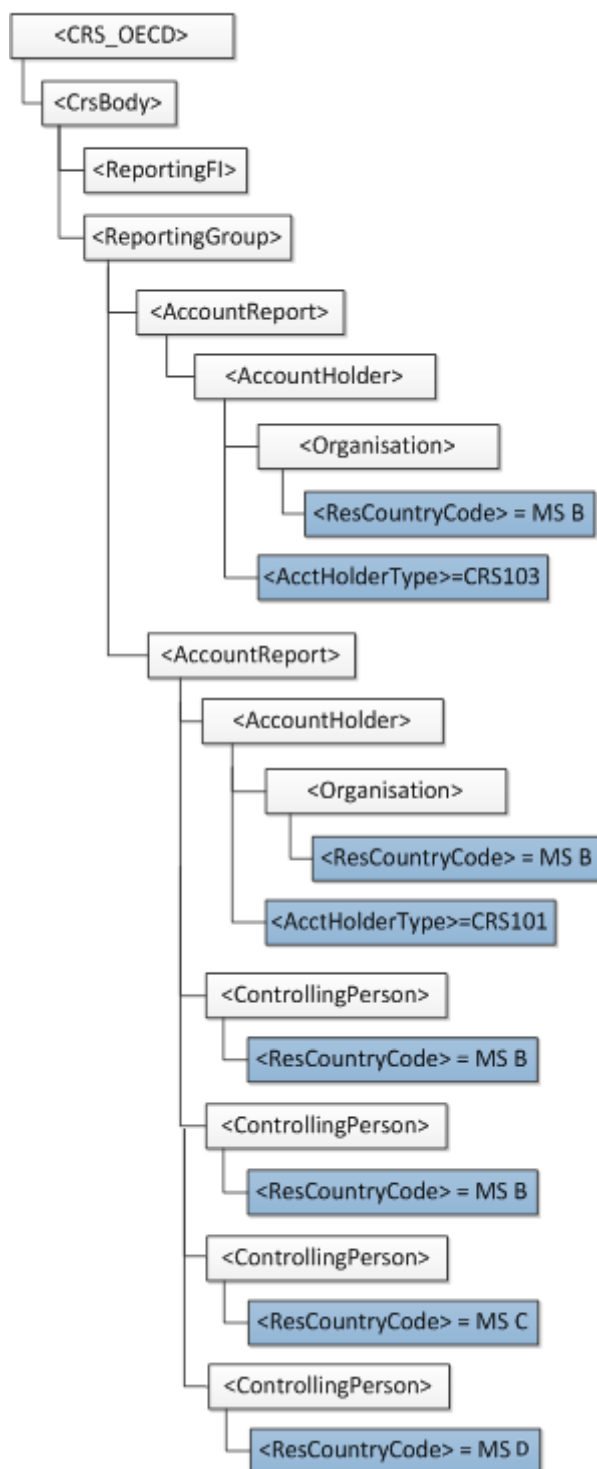 <CRS_OECD>
<CrsBody>
<ReportingFI>
<ReportingGroup>
<AccountReport>
<AccountHolder>
<Organisation>
<ResCountryCode> = MS B
<AcctHolderType>=CRS103
<AccountReport>
<AccountHolder>
<Organisation>
<ResCountryCode> = MS B
<AcctHolderType>=CRS101
<ControllingPerson>
<ResCountryCode> = MS B
<ControllingPerson>
<ResCountryCode> = MS B
<ControllingPerson>
<ResCountryCode> = MS C
<ControllingPerson>
<ResCountryCode> = MS D